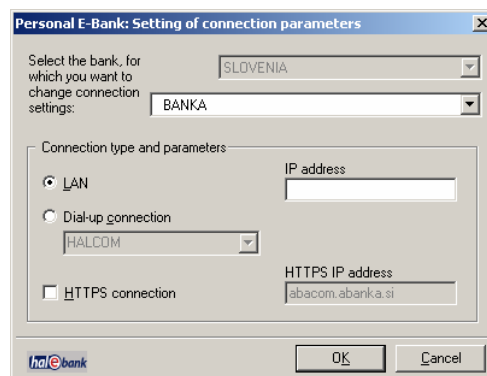 Personal E-Bank: Setting of connection parameters
Select the bank, for
which you want to
change connection
settings:
SLOVENIA
BANKA
Connection type and parameters
LAN
IP address
Dial-up connection
HALCOM
HTTPS connection
HTTPS IP address
abacom.abanka.si
hal@bank
OK
Cancel